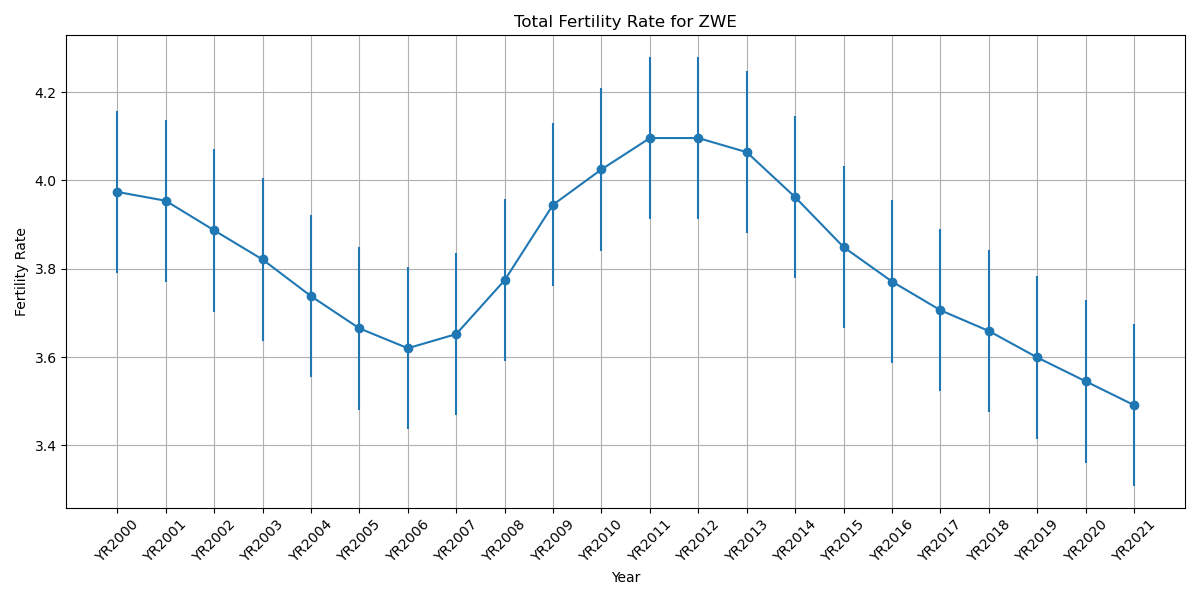 Total Fertility Rate for ZWE
Fertility Rate
4.2
4.0
3.8
3.6
3.4
YR2000
YR2001
YR2002
YR2003
YR2004
YR2005
YR2006
YR2007
YR2008
YR2009
YR2010
YR2011
YR2012
YR2013
YR2014
YR2015
YR2016
YR2017
YR2018
YR2019
YR2020
YR2021
Year